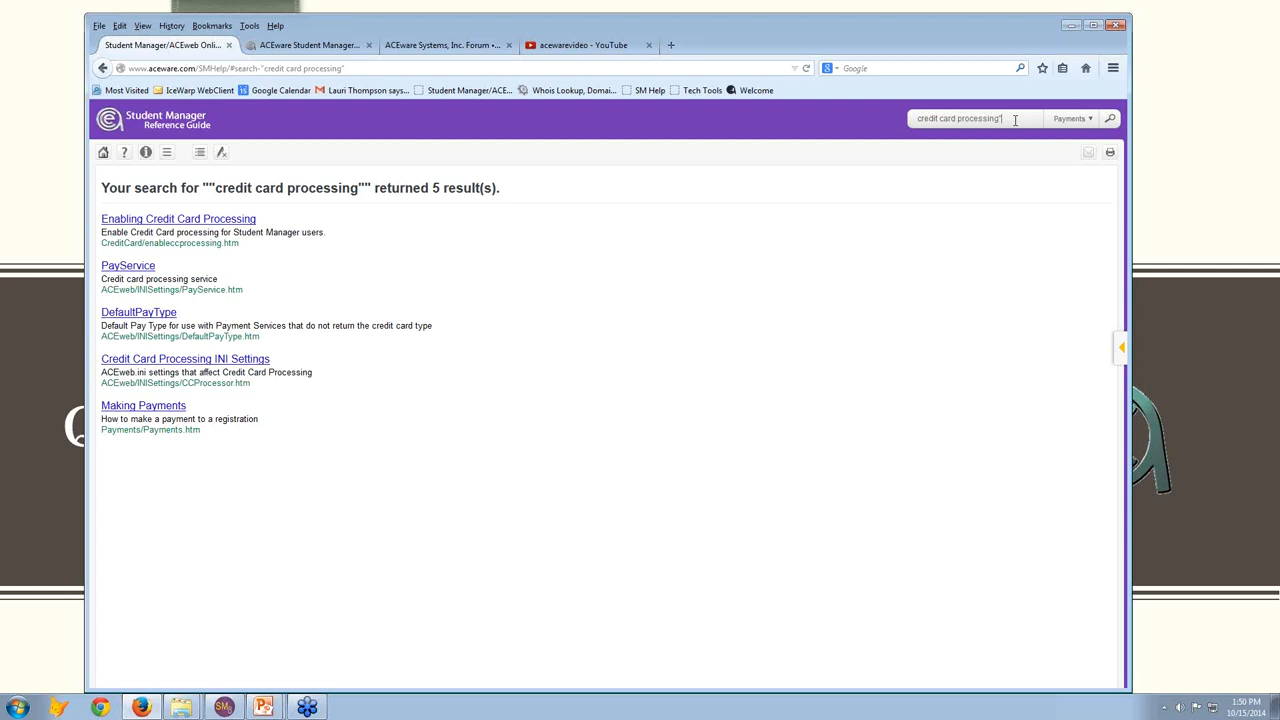 File Edit View History Bookmarks Tools Help
Student Manager/ACEweb Onli... ACEware Student Manager... ACEware Systems, Inc. Forum •... acewarevideo - YouTube
www.aceware.com/SMHelp/#search-"credit card processing" Google
Most Visited IceWarp WebClient Google Calendar Lauri Thompson says... Student Manager/ACE... Whois Lookup, Domai... SM Help Tech Tools Welcome
Student Manager
Reference Guide
credit card processing" Payments
Your search for ""credit card processing"" returned 5 result(s).
Enabling Credit Card Processing
Enable Credit Card processing for Student Manager users.
CreditCard/enableccprocessing.htm
PayService
Credit card processing service
ACEweb/INISettings/PayService.htm
DefaultPayType
Default Pay Type for use with Payment Services that do not return the credit card type
ACEweb/INISettings/DefaultPayType.htm
Credit Card Processing INI Settings
ACEweb.ini settings that affect Credit Card Processing
ACEweb/INISettings/CCProcessor.htm
Making Payments
How to make a payment to a registration
Payments/Payments.htm
1:50 PM
10/15/2014